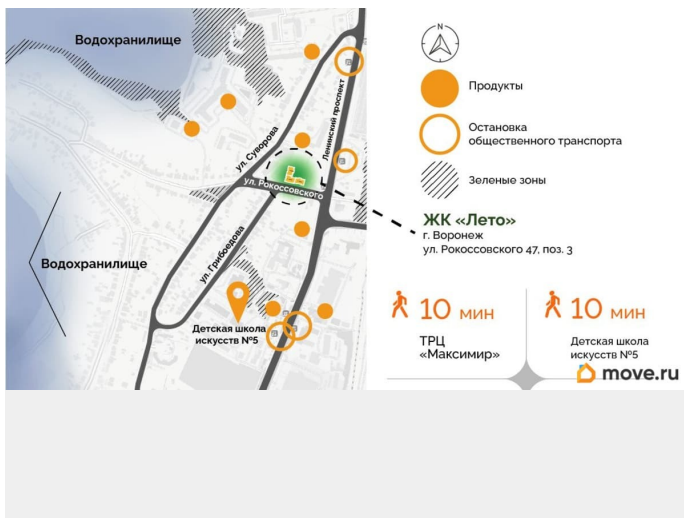 Водохранилище
ул. Суворова
Ленинский проспект
ул. Рокоссовского
ул. Грибоедова
Водохранилище
Детская школа
искусств №5
N
Продукты
Остановка
общественного транспорта
Зеленые зоны
ЖК «Лето»
г. Воронеж
ул. Рокоссовского 47, поз. 3
10 мин
ТРЦ
«Максимир»
10 мин
Детская школа
искусств №5
move.ru